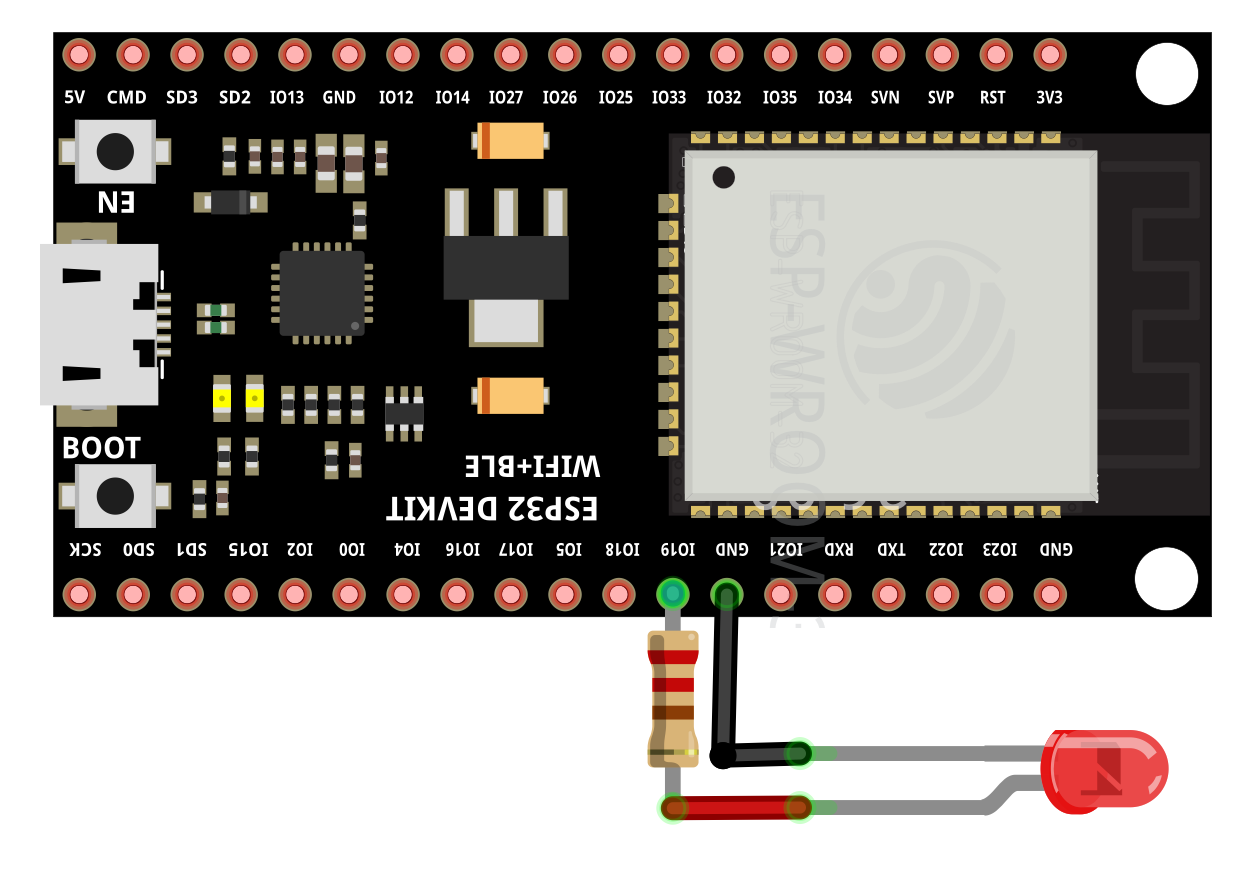 5V CMD SD3 SD2 IO13 GND IO12 IO14 IO27 IO26 IO25 IO33 IO32 IO35 IO34 SVN SVP RST 3V3
EN
BOOT
WIFI+BLE
ESP32 DEVKIT
SCK SD0 SD1 IO15 IO2 IO0 IO4 IO16 IO17 IO5 IO18 IO19 GND IO21 RXD TXD IO22 IO23 GND